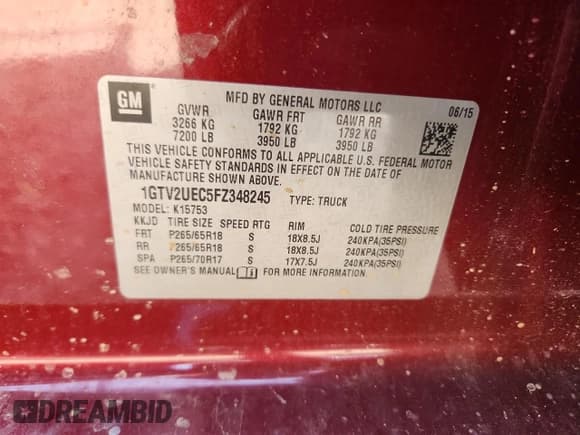 GM
MFD BY GENERAL MOTORS LLC 06/15
GVWR GAWR FRT GAWR RR
3266 KG 1792 KG 1792 KG
7200 LB 3950 LB 3950 LB
THIS VEHICLE CONFORMS TO ALL APPLICABLE U.S. FEDERAL MOTOR
VEHICLE SAFETY STANDARDS IN EFFECT ON THE DATE OF
MANUFACTURE SHOWN ABOVE.
1GTV2UEC5FZ348245 TYPE: TRUCK
MODEL: K15753
KKJD TIRE SIZE SPEED RTG RIM COLD TIRE PRESSURE
FRT P265/65R18 S 18X8.5J 240KPA(35PSI)
RR P265/65R18 S 18X8.5J 240KPA(35PSI)
SPA P265/70R17 S 17X7.5J 240KPA(35PSI)
SEE OWNER'S MANUAL FOR MORE INFORMATION
DREAMBID